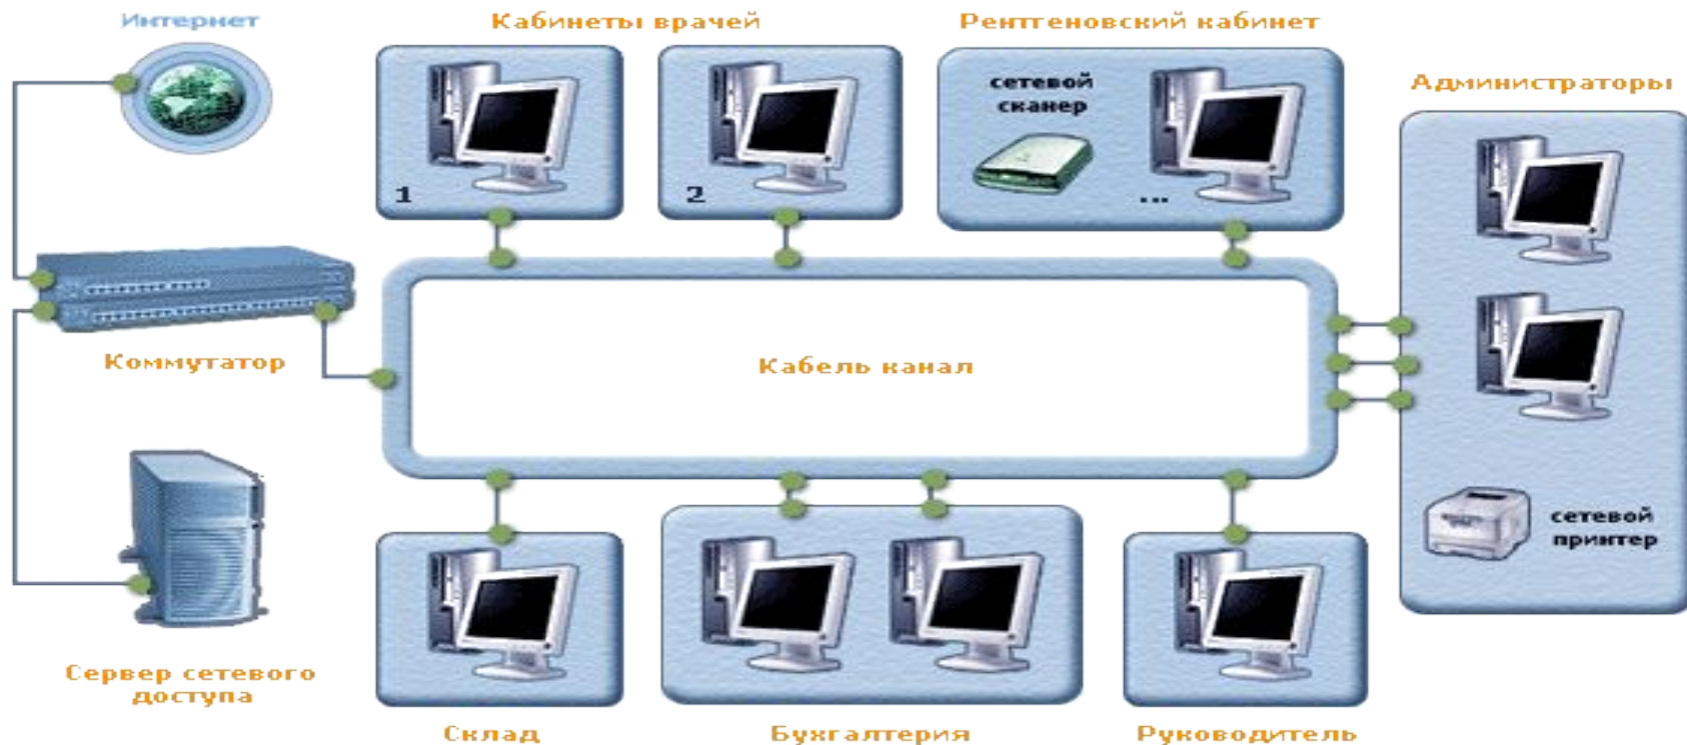 Интернет
Кабинеты врачей
Рентгеновский кабинет
Администраторы
сетевой
сканер
1
2
...
Коммутатор
Кабель канал
сетевой
принтер
Сервер сетевого
доступа
Склад
Бухгалтерия
Руководитель